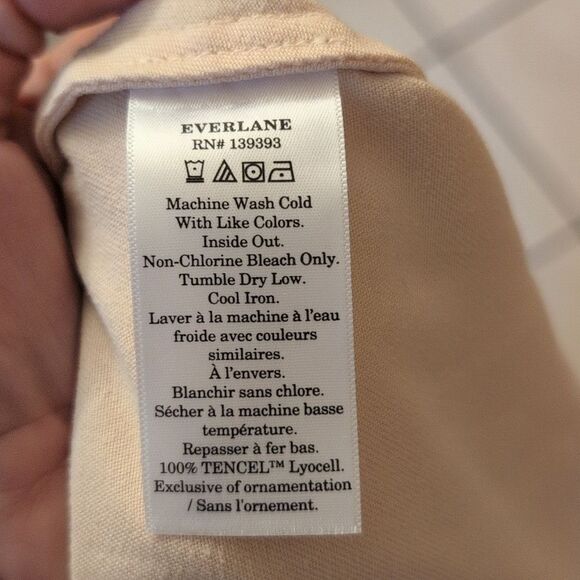 EVERLANE
RN# 139393
Machine Wash Cold
With Like Colors.
Inside Out.
Non-Chlorine Bleach Only.
Tumble Dry Low.
Cool Iron.
Laver à la machine à l'eau
froide avec couleurs
similaires.
À l'envers.
Blanchir sans chlore.
Sécher à la machine basse
température.
Repasser à fer bas.
100% TENCEL™ Lyocell.
Exclusive of ornamentation
/ Sans l'ornement.